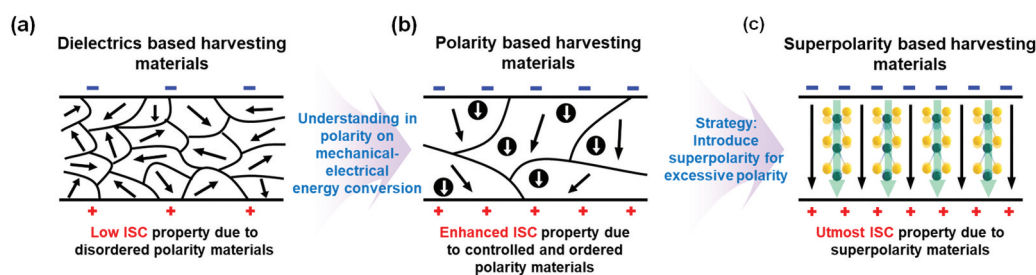 (a)
Dielectrics based harvesting
materials
Low ISC property due to
disordered polarity materials
Understanding in
polarity on
mechanical-
electrical
energy conversion
(b)
Polarity based harvesting
materials
Enhanced ISC property due
to controlled and ordered
polarity materials
Strategy:
Introduce
superpolarity for
excessive polarity
(c)
Superpolarity based harvesting
materials
Utmost ISC property due to
superpolarity materials